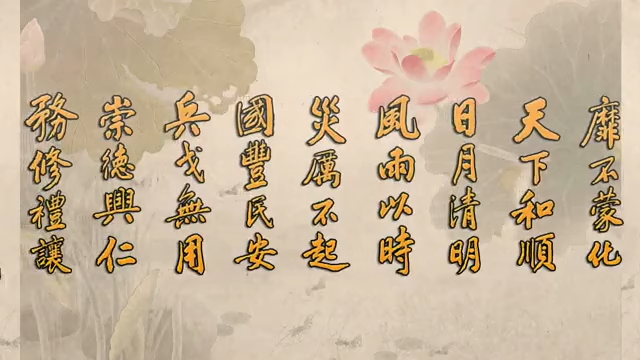 靡不蒙化
天下和順
日月清明
風雨以時
災厲不起
國豐民安
兵戈無用
崇德興仁
務修禮讓